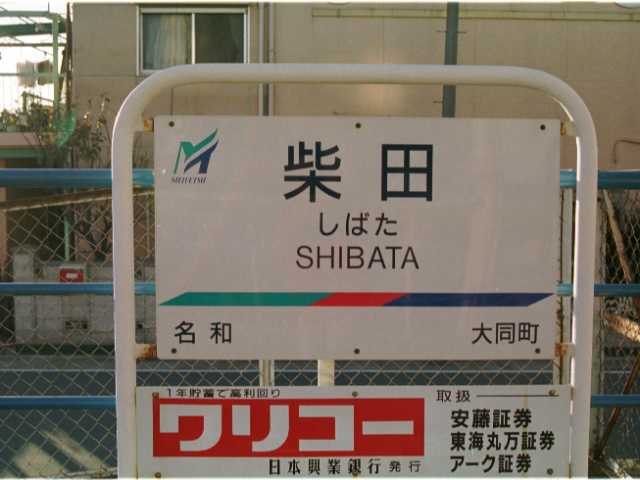 MEITETSU
柴田
しばた
SHIBATA
名和 大同町
1年貯蓄で高利回り
ワリコー
日本興業銀行 発行
取扱
安藤証券
東海丸万証券
アーク証券